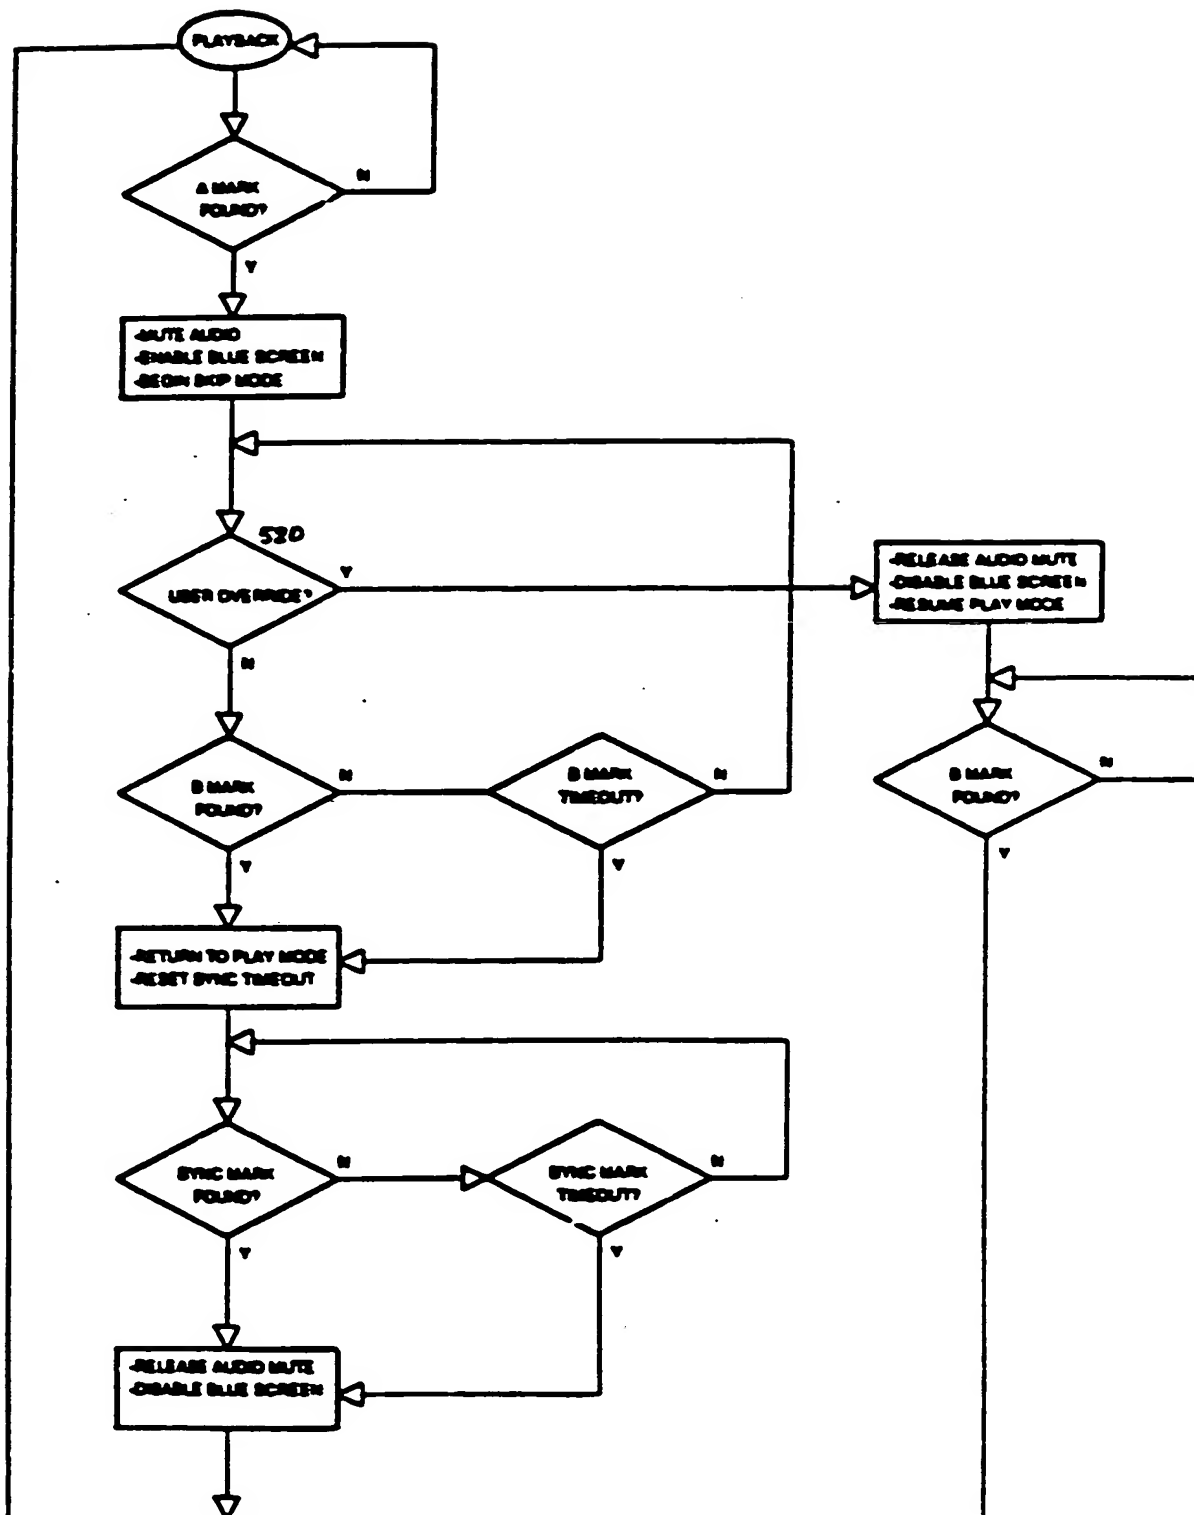 PLAYBACK
A MARK
FOUND?
N
Y
-MUTE AUDIO
-ENABLE BLUE SCREEN
-BEGIN SKIP MODE
580
USER OVERRIDE?
Y
N
-RELEASE AUDIO MUTE
-DISABLE BLUE SCREEN
-RESUME PLAY MODE
B MARK
FOUND?
N
Y
B MARK
TIMEOUT?
N
Y
B MARK
FOUND?
N
Y
-RETURN TO PLAY MODE
-RESET SYNC TIMEOUT
SYNC MARK
FOUND?
N
Y
SYNC MARK
TIMEOUT?
N
Y
-RELEASE AUDIO MUTE
-DISABLE BLUE SCREEN